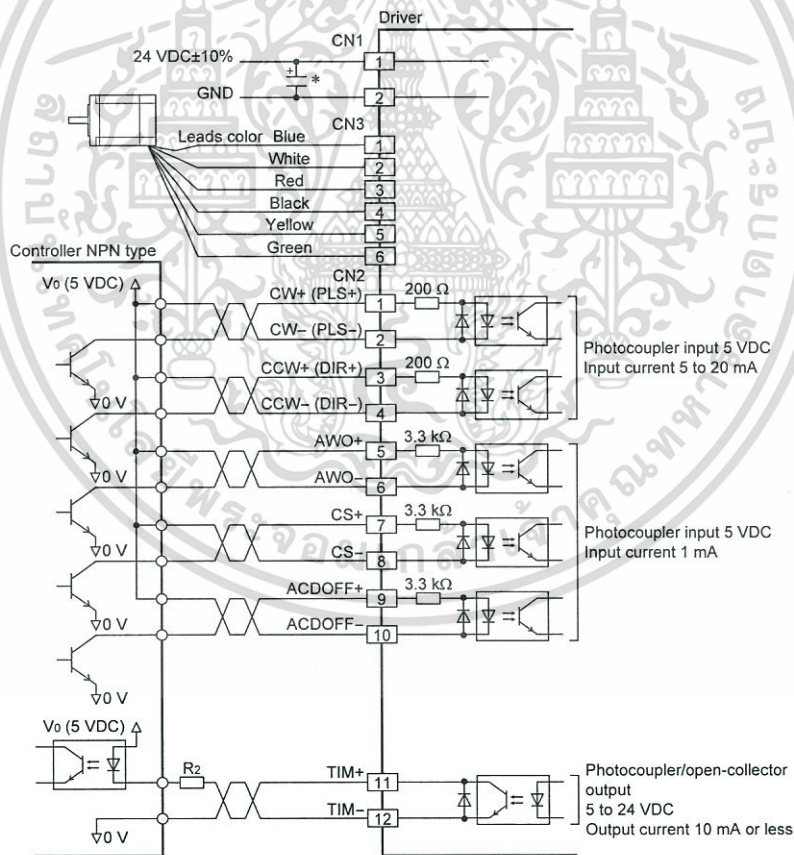 Driver
CN1
24 VDC±10%
1
*
GND
2
CN3
Leads color Blue
1
White
2
Red
3
Black
4
Yellow
5
Green
6
Controller NPN type
CN2
V0 (5 VDC)
CW+ (PLS+)
1
200 Ω
CW– (PLS–)
2
Photocoupler input 5 VDC
Input current 5 to 20 mA
CCW+ (DIR+)
3
200 Ω
0 V
CCW– (DIR–)
4
AWO+
5
3.3 kΩ
0 V
AWO–
6
CS+
7
3.3 kΩ
Photocoupler input 5 VDC
Input current 1 mA
0 V
CS–
8
ACDOFF+
9
3.3 kΩ
0 V
ACDOFF–
10
0 V
V0 (5 VDC)
R2
TIM+
11
Photocoupler/open-collector
output
5 to 24 VDC
Output current 10 mA or less
TIM–
12
0 V